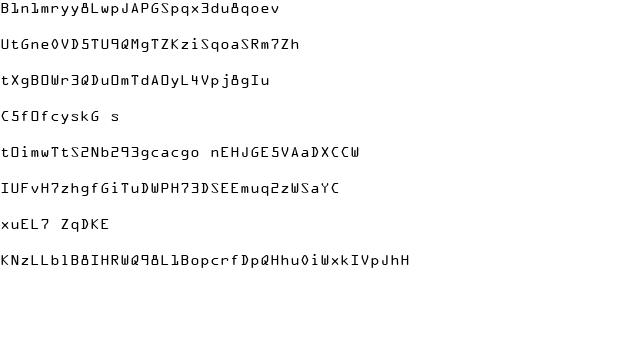 B1n1mryy8LwpJAPGSpqx3du8qoev
UtGne0VD5TU9QMgTZKziSqoaSRm7Zh
tXgBOWr3QDuOmTdAOyL4Vpj8gIu
C5fOfcyskG s
tOimwTtS2Nb293gcacgo nEHJGE5VAaDXCCW
IUFvH7zhgfGiTuDWPH73DSEEmuq2zWSaYC
xuEL7 ZqDKE
KNzLLblB8IHRWQ98L1BopcrfDpQHhu0iWxkIVpJhH